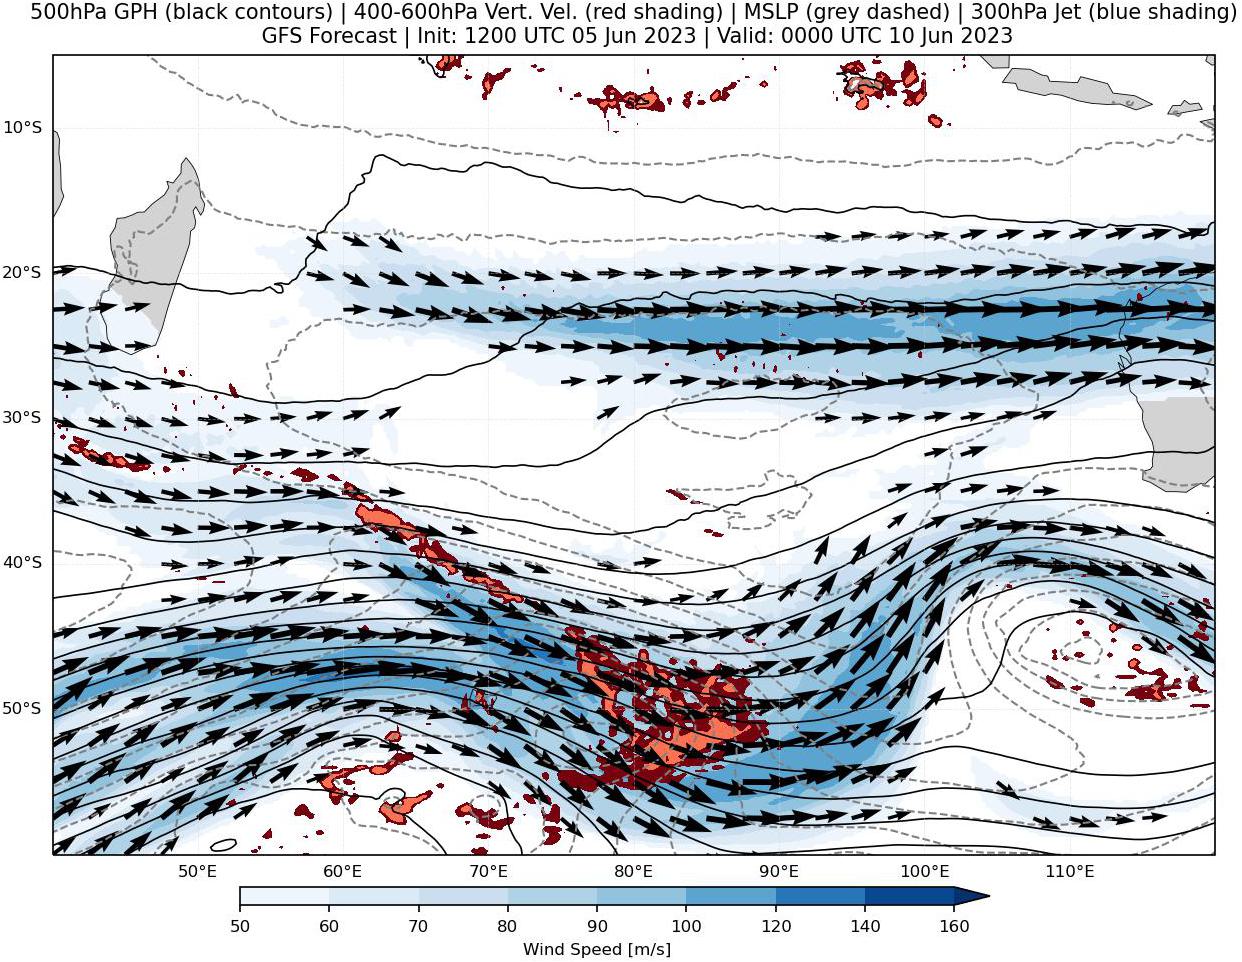 500hPa GPH (black contours) | 400-600hPa Vert. Vel. (red shading) | MSLP (grey dashed) | 300hPa Jet (blue shading)
GFS Forecast | Init: 1200 UTC 05 Jun 2023 | Valid: 0000 UTC 10 Jun 2023
10°S
20°S
30°S
40°S
50°S
50°E 60°E 70°E 80°E 90°E 100°E 110°E
50 60 70 80 90 100 120 140 160
Wind Speed [m/s]